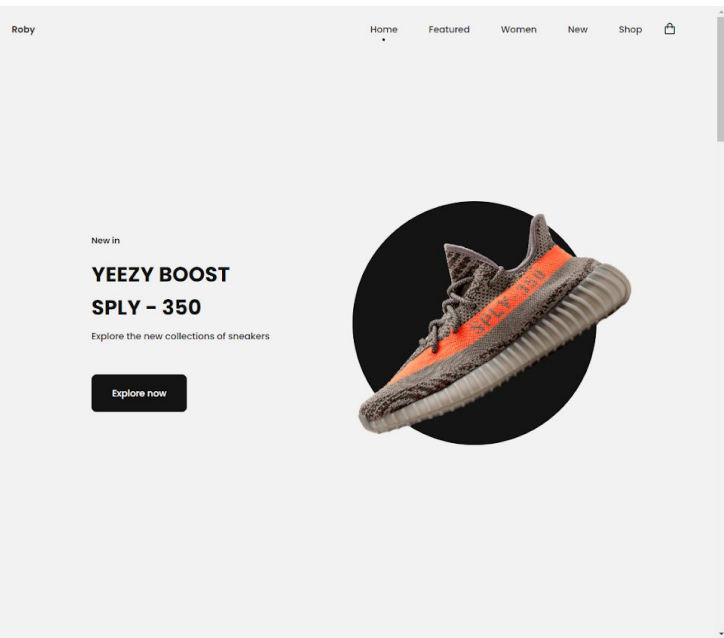 Roby
Home Featured Women New Shop
New in
YEEZY BOOST
SPLY - 350
Explore the new collections of sneakers
Explore now
SPLY-350